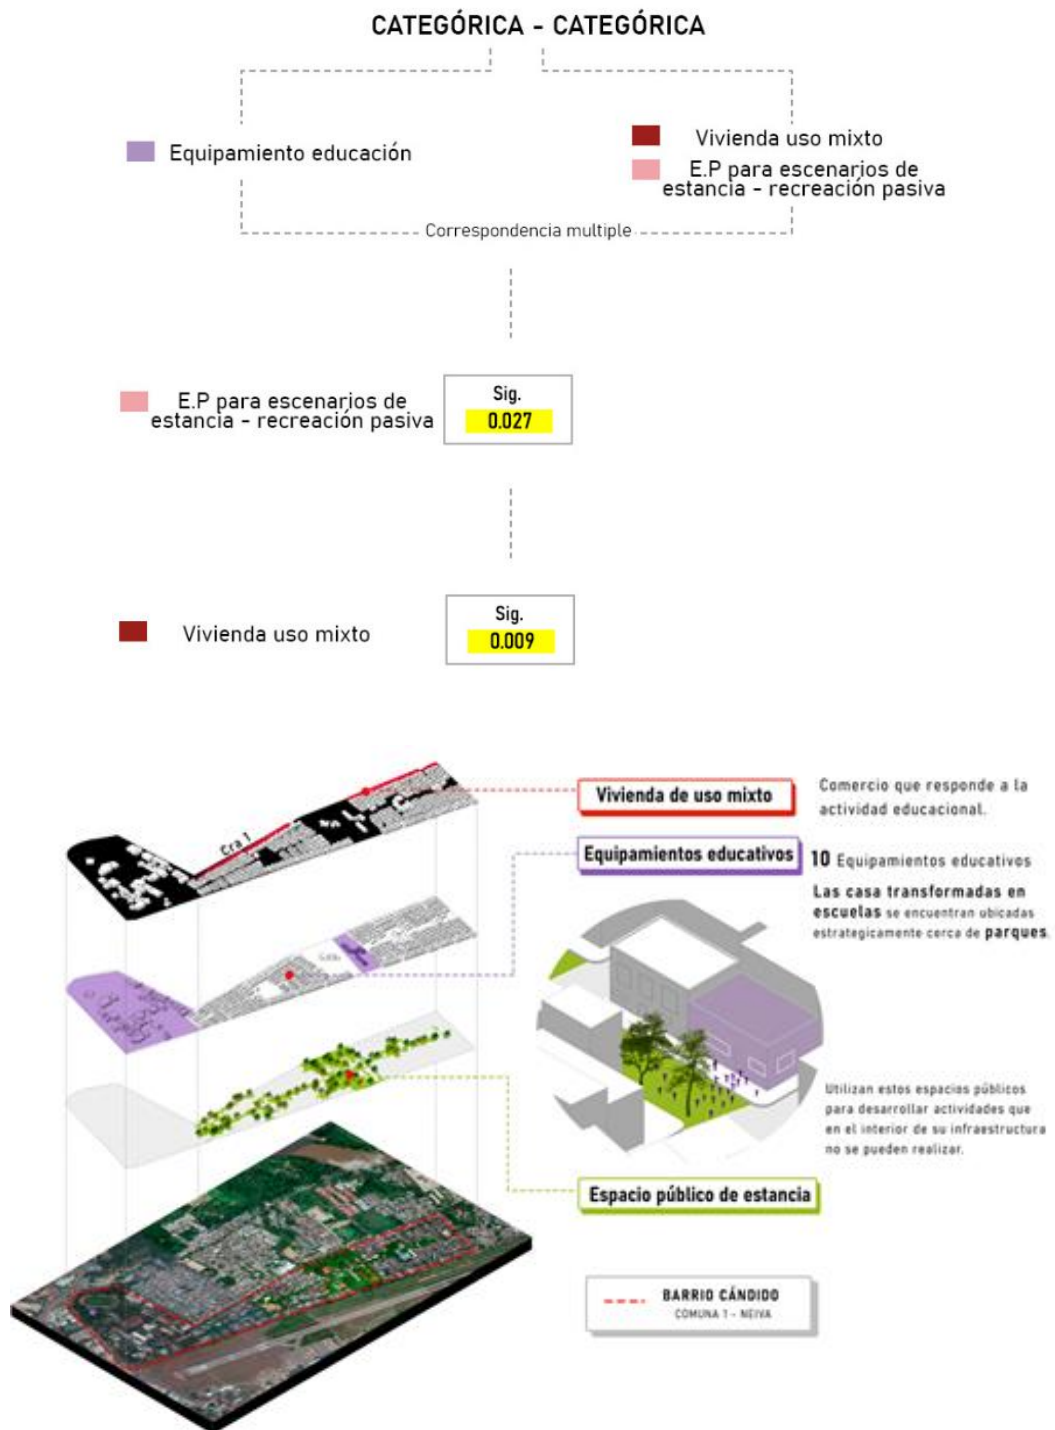 CATEGÓRICA - CATEGÓRICA
Equipamiento educación
Vivienda uso mixto
E.P para escenarios de
estancia - recreación pasiva
Correspondencia multiple
E.P para escenarios de
estancia - recreación pasiva
Sig.
0.027
Vivienda uso mixto
Sig.
0.009
Cra 1
Vivienda de uso mixto
Comercio que responde a la
actividad educacional.
Equipamientos educativos
10 Equipamientos educativos
Las casa transformadas en
escuelas se encuentran ubicadas
estrategicamente cerca de parques.
Utilizan estos espacios públicos
para desarrollar actividades que
en el interior de su infraestructura
no se pueden realizar.
Espacio público de estancia
BARRIO CÁNDIDO
COMUNA 1 - NEIVA